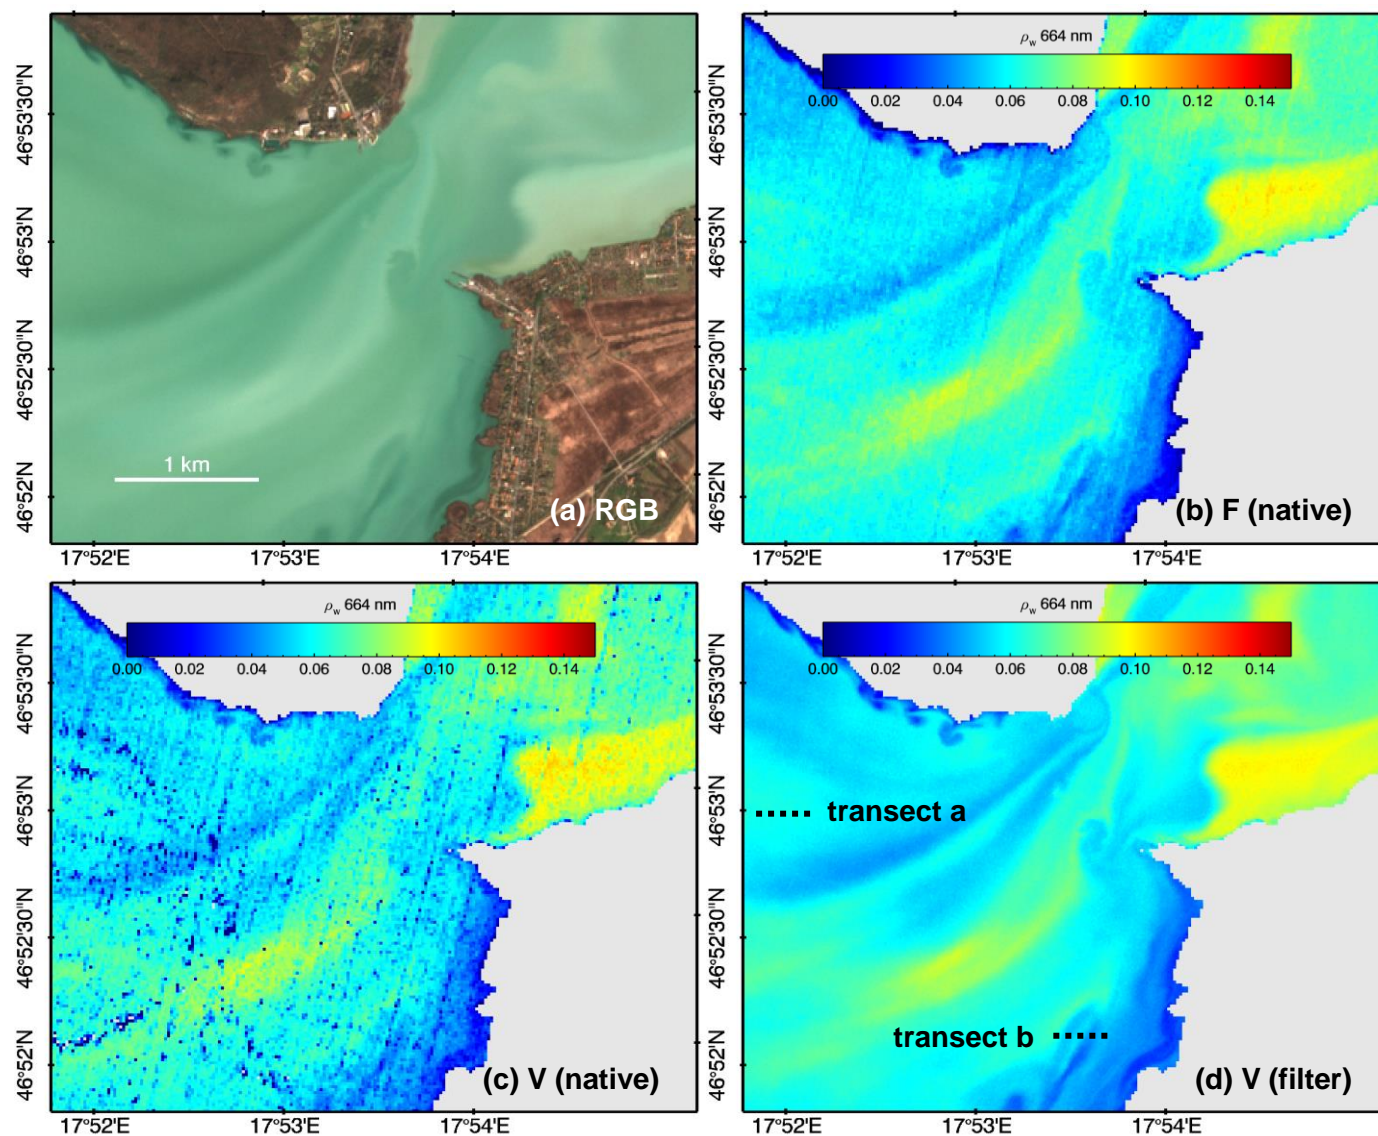 46°53'30"N
46°53'N
46°52'30"N
46°52'N
1 km
(a) RGB
17°52'E
17°53'E
17°54'E
ρw 664 nm
0.00 0.02 0.04 0.06 0.08 0.10 0.12 0.14
46°53'30"N
46°53'N
46°52'30"N
46°52'N
(b) F (native)
17°52'E
17°53'E
17°54'E
ρw 664 nm
0.00 0.02 0.04 0.06 0.08 0.10 0.12 0.14
46°53'30"N
46°53'N
46°52'30"N
46°52'N
(c) V (native)
17°52'E
17°53'E
17°54'E
ρw 664 nm
0.00 0.02 0.04 0.06 0.08 0.10 0.12 0.14
46°53'30"N
46°53'N
46°52'30"N
46°52'N
transect a
transect b
(d) V (filter)
17°52'E
17°53'E
17°54'E